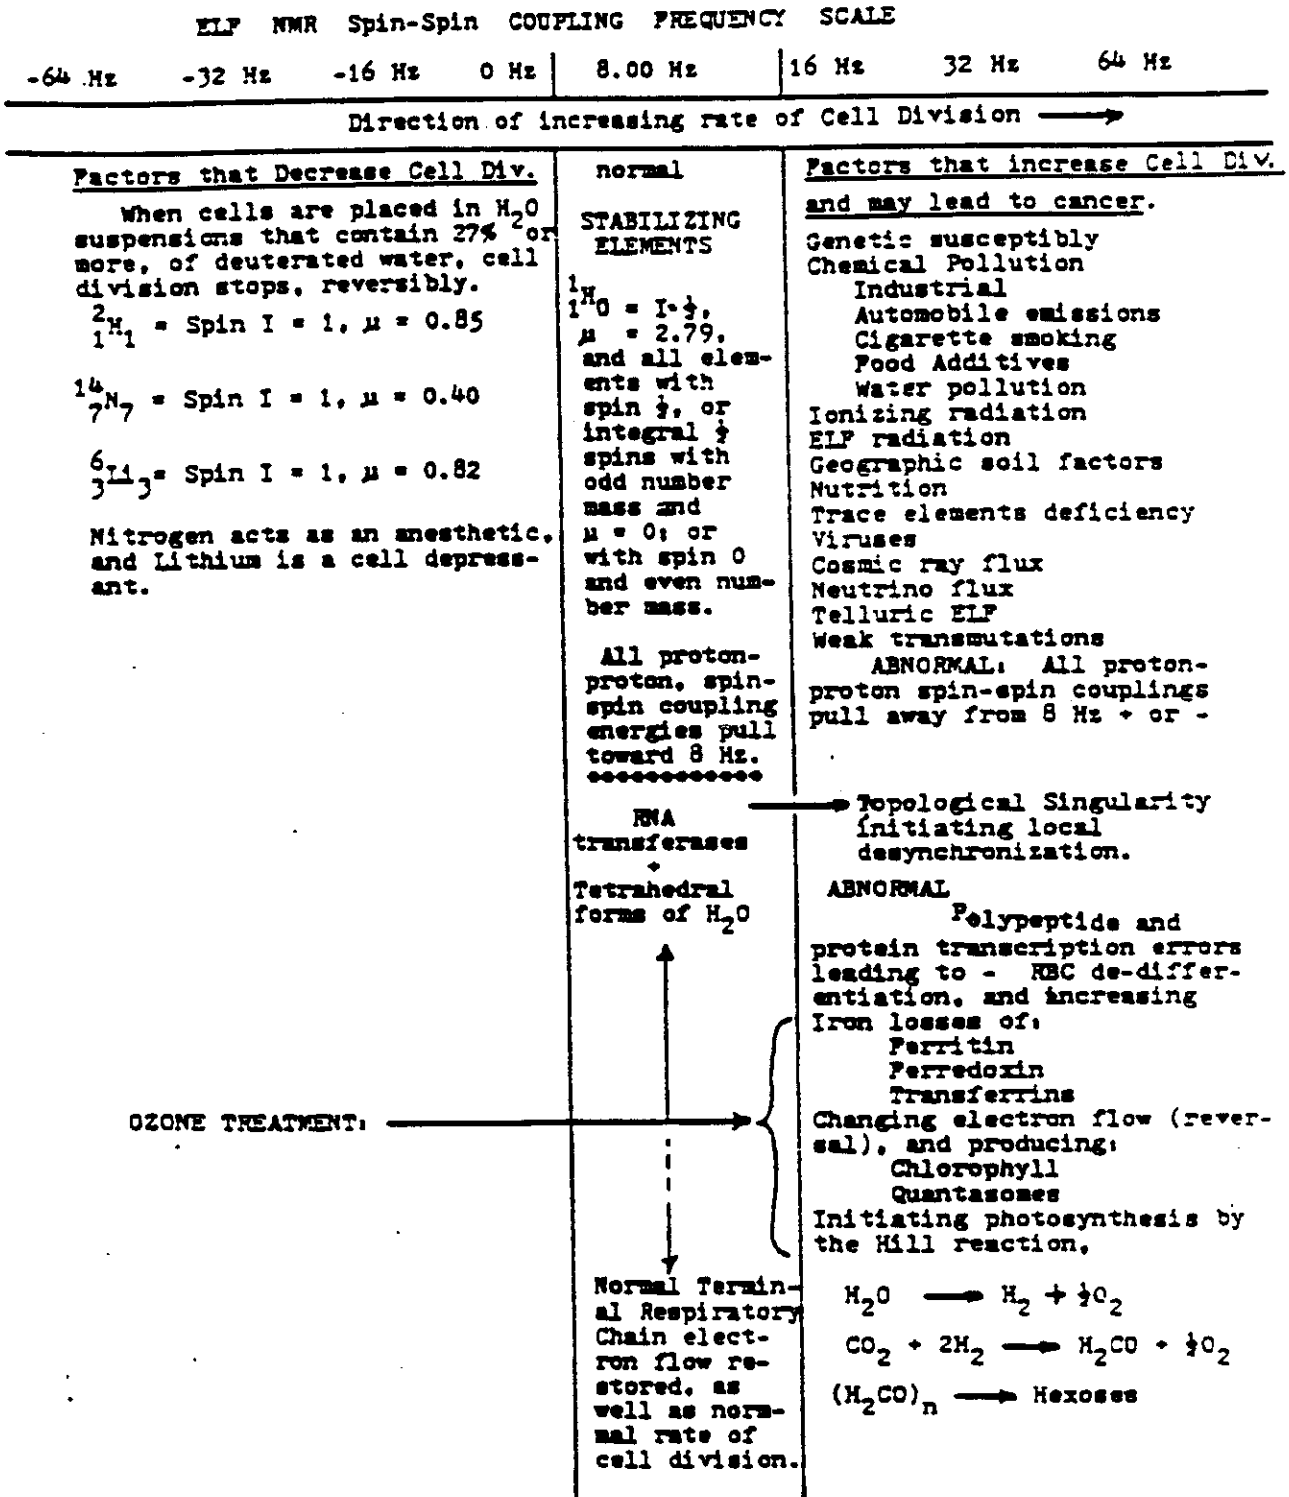 ELF NMR Spin-Spin COUPLING FREQUENCY SCALE
-64 Hz -32 Hz -16 Hz 0 Hz 8.00 Hz 16 Hz 32 Hz 64 Hz
Direction of increasing rate of Cell Division ⟶
Factors that Decrease Cell Div.
When cells are placed in H₂O
suspensions that contain 27% or
more, of deuterated water, cell
division stops, reversibly.
²₁H₁ = Spin I = 1, µ = 0.85
¹⁴₇N₇ = Spin I = 1, µ = 0.40
⁶₃Li₃= Spin I = 1, µ = 0.82
Nitrogen acts as an anesthetic,
and Lithium is a cell depress-
ant.
OZONE TREATMENT:
normal
STABILIZING
ELEMENTS
¹₁H₀ = I-½,
µ = 2.79,
and all elem-
ents with
spin ½, or
integral ½
spins with
odd number
mass and
µ = 0; or
with spin 0
and even num-
ber mass.
All proton-
proton, spin-
spin coupling
energies pull
toward 8 Hz.
RNA
transferases
+
Tetrahedral
forms of H₂O
Normal Termin-
al Respiratory
Chain elect-
ron flow re-
stored, as
well as norm-
mal rate of
cell division.
Factors that increase Cell Div.
and may lead to cancer.
Genetic susceptibly
Chemical Pollution
Industrial
Automobile emissions
Cigarette smoking
Food Additives
Water pollution
Ionizing radiation
ELF radiation
Geographic soil factors
Nutrition
Trace elements deficiency
Viruses
Cosmic ray flux
Neutrino flux
Telluric ELF
Weak transmutations
ABNORMAL: All proton-
proton spin-spin couplings
pull away from 8 Hz + or -
Topological Singularity
initiating local
desynchronization.
ABNORMAL
Polypeptide and
protein transcription errors
leading to - RBC de-differ-
entiation, and increasing
Iron losses of:
Ferritin
Ferredoxin
Transferrins
Changing electron flow (rever-
sal), and producing:
Chlorophyll
Quantasomes
Initiating photosynthesis by
the Hill reaction,
H₂O ⟶ H₂ + ½O₂
CO₂ + 2H₂ ⟶ H₂CO + ½O₂
(H₂CO)n ⟶ Hexoses